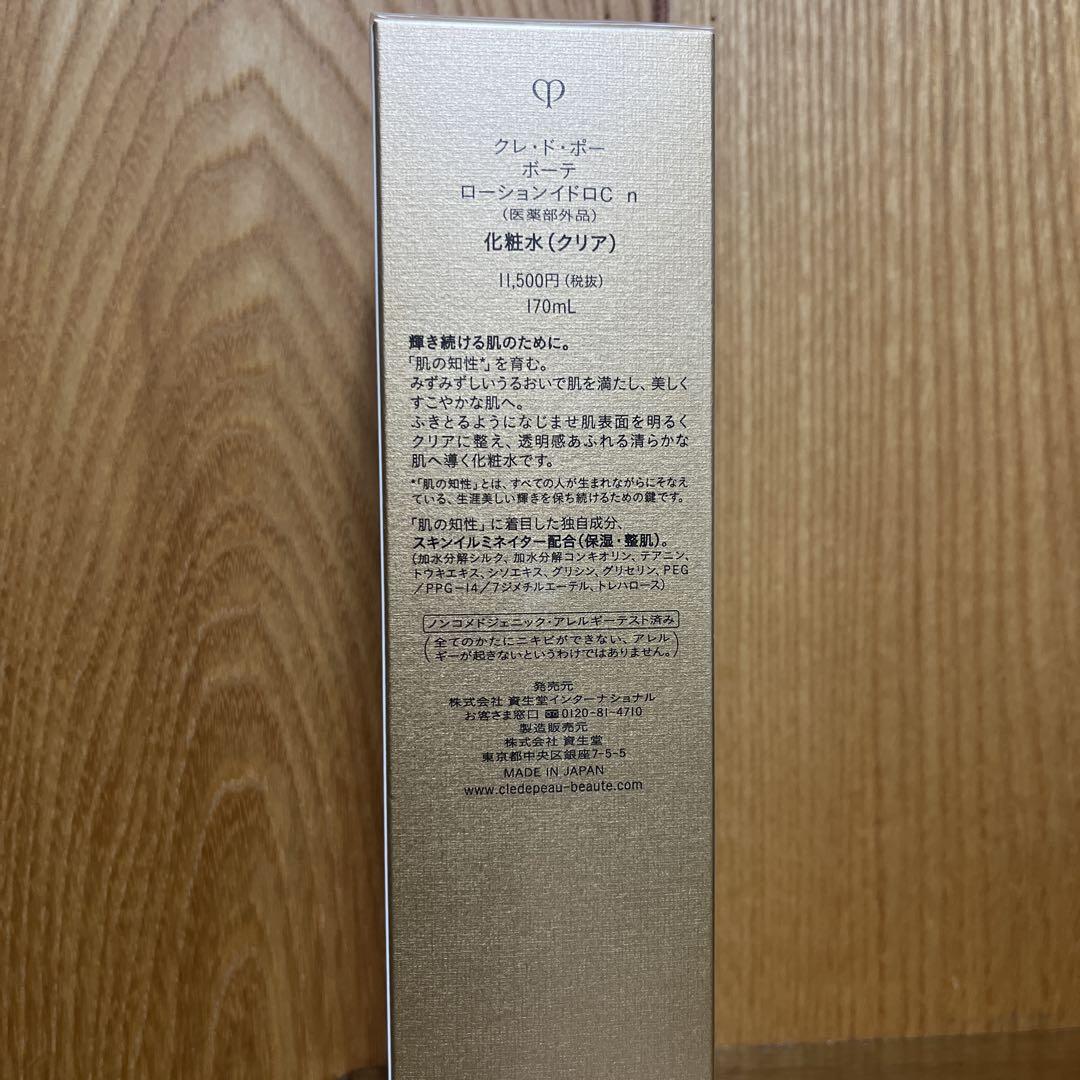 クレ・ド・ポー
ボーテ
ローションイドロC n
（医薬部外品）
化粧水（クリア）
11,500円（税抜）
170mL
輝き続ける肌のために。
「肌の知性*」を育む。
みずみずしいうるおいで肌を満たし、美しく
すこやかな肌へ。
ふきとるようになじませ肌表面を明るく
クリアに整え、透明感あふれる清らかな
肌へ導く化粧水です。
*「肌の知性」とは、すべての人が生まれながらにそなえ
ている、生涯美しい輝きを保ち続けるための鍵です。
「肌の知性」に着目した独自成分、
スキンイルミネイター配合（保湿・整肌）。
（加水分解シルク、加水分解コンキオリン、テアニン、
トウキエキス、シソエキス、グリシン、グリセリン、PEG
／PPG-14／7ジメチルエーテル、トレハロース）
ノンコメドジェニック・アレルギーテスト済み
（全てのかたにニキビができない、アレル
ギーが起きないというわけではありません。）
発売元
株式会社 資生堂インターナショナル
お客さま窓口 0120-81-4710
製造販売元
株式会社 資生堂
東京都中央区銀座7-5-5
MADE IN JAPAN
www.cledepeau-beaute.com